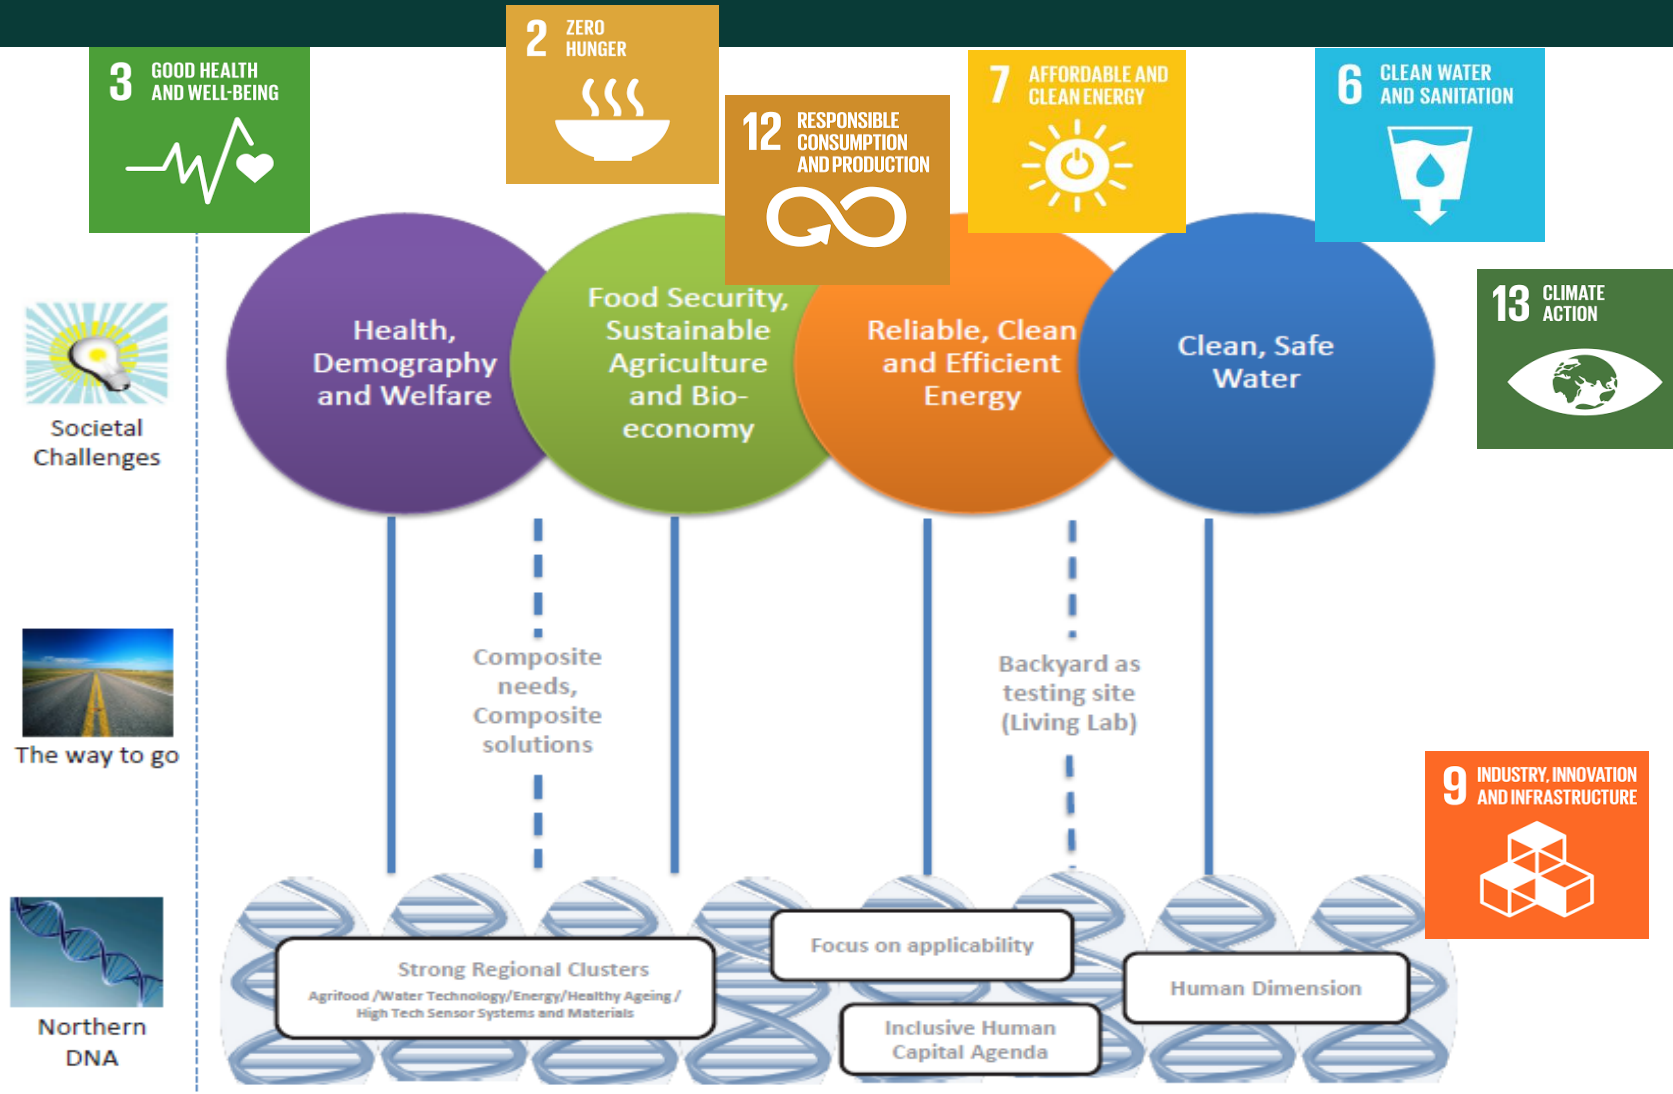 2 ZERO
HUNGER
3 GOOD HEALTH
AND WELL-BEING
7 AFFORDABLE AND
CLEAN ENERGY
6 CLEAN WATER
AND SANITATION
12 RESPONSIBLE
CONSUMPTION
AND PRODUCTION
13 CLIMATE
ACTION
Societal
Challenges
Health,
Demography
and Welfare
Food Security,
Sustainable
Agriculture
and Bio-
economy
Reliable, Clean
and Efficient
Energy
Clean, Safe
Water
The way to go
Composite
needs,
Composite
solutions
Backyard as
testing site
(Living Lab)
9 INDUSTRY, INNOVATION
AND INFRASTRUCTURE
Northern
DNA
Strong Regional Clusters
Agrifood /Water Technology/Energy/Healthy Ageing /
High Tech Sensor Systems and Materials
Focus on applicability
Inclusive Human
Capital Agenda
Human Dimension